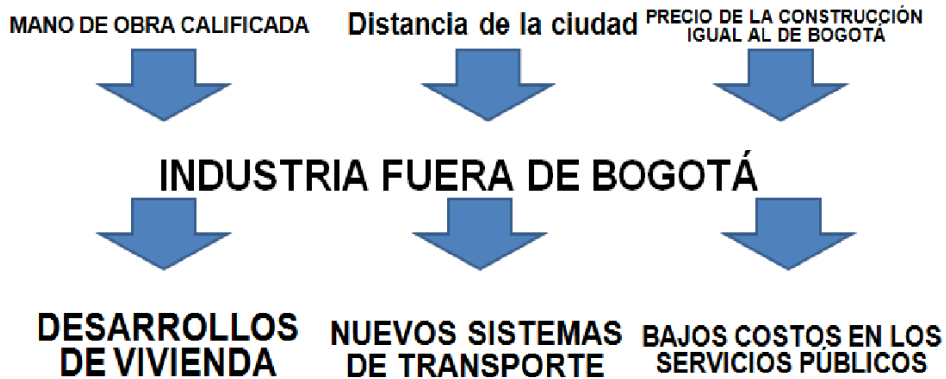 MANO DE OBRA CALIFICADA
Distancia de la ciudad
PRECIO DE LA CONSTRUCCIÓN
IGUAL AL DE BOGOTÁ
INDUSTRIA FUERA DE BOGOTÁ
DESARROLLOS
DE VIVIENDA
NUEVOS SISTEMAS
DE TRANSPORTE
BAJOS COSTOS EN LOS
SERVICIOS PÚBLICOS